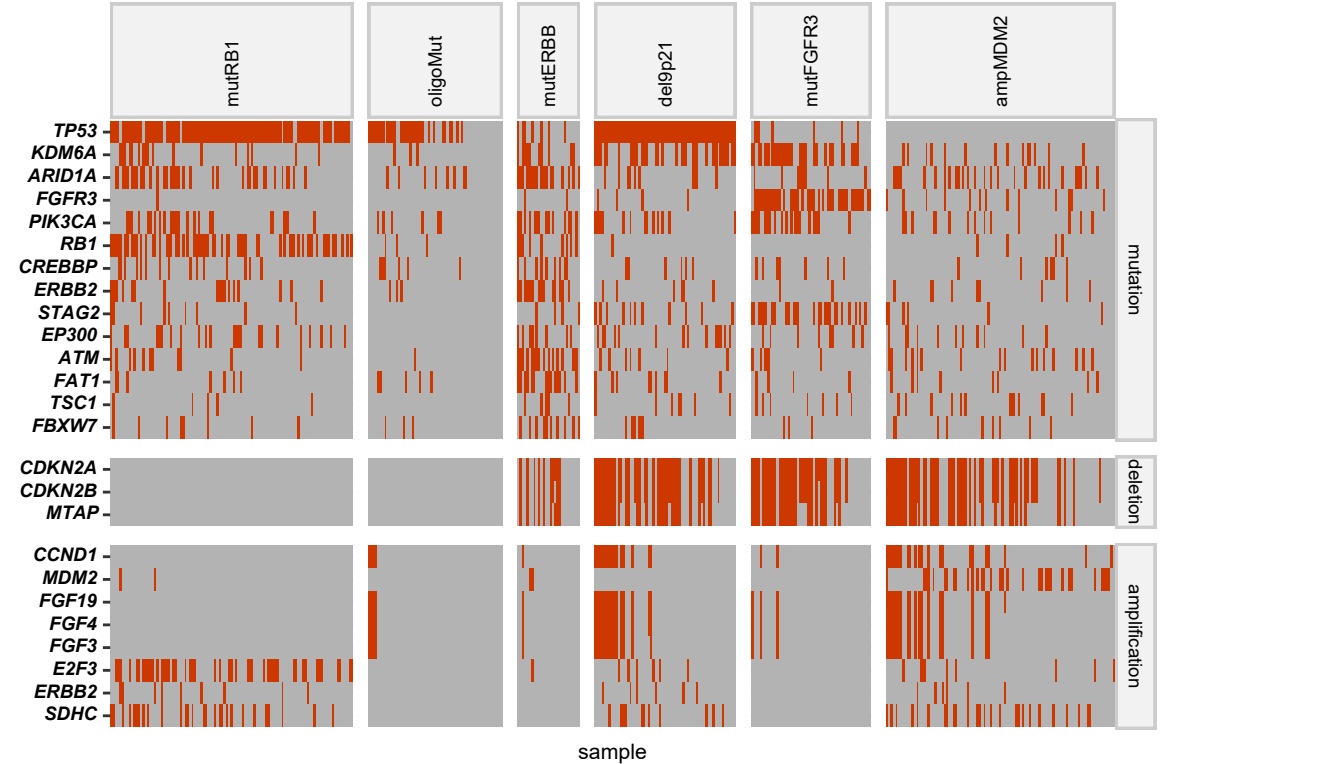 mutRB1
oligoMut
mutERBB
del9p21
mutFGFR3
ampMDM2
TP53
KDM6A
ARID1A
FGFR3
PIK3CA
RB1
CREBBP
ERBB2
STAG2
EP300
ATM
FAT1
TSC1
FBXW7
mutation
CDKN2A
CDKN2B
MTAP
deletion
CCND1
MDM2
FGF19
FGF4
FGF3
E2F3
ERBB2
SDHC
amplification
sample